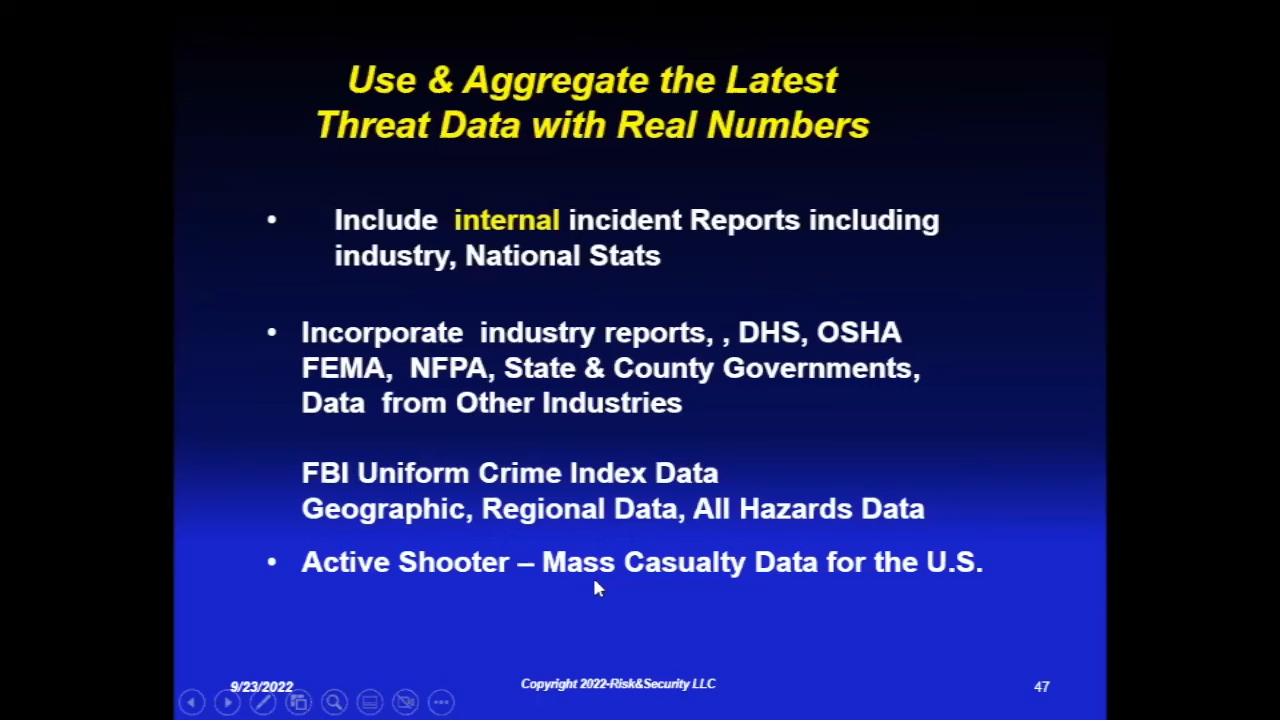 Use & Aggregate the Latest
Threat Data with Real Numbers
• Include internal incident Reports including
industry, National Stats
• Incorporate industry reports, , DHS, OSHA
FEMA, NFPA, State & County Governments,
Data from Other Industries
FBI Uniform Crime Index Data
Geographic, Regional Data, All Hazards Data
• Active Shooter – Mass Casualty Data for the U.S.
9/23/2022
Copyright 2022-Risk&Security LLC
47